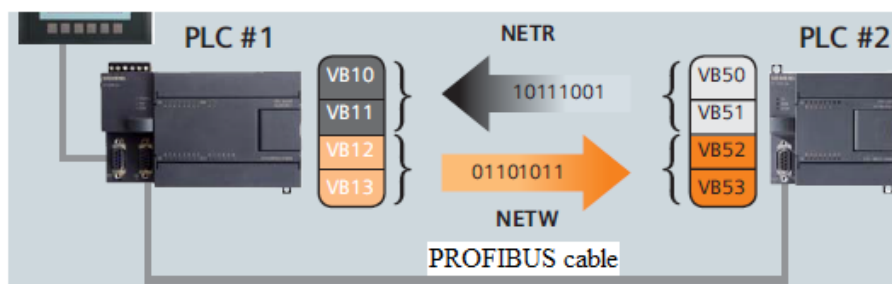 PLC #1
NETR
PLC #2
VB10
VB11
VB12
VB13
10111001
01101011
VB50
VB51
VB52
VB53
NETW
PROFIBUS cable